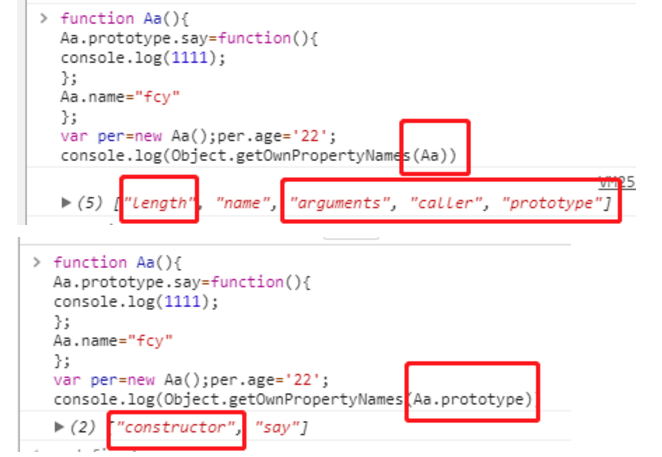 > function Aa(){
Aa.prototype.say=function(){
console.log(1111);
};
Aa.name="fcy"
};
var per=new Aa();per.age='22';
console.log(Object.getOwnPropertyNames(Aa))
VM25
▶ (5) ["length", "name", "arguments", "caller", "prototype"]
> function Aa(){
Aa.prototype.say=function(){
console.log(1111);
};
Aa.name="fcy"
};
var per=new Aa();per.age='22';
console.log(Object.getOwnPropertyNames(Aa.prototype)
▶ (2) ["constructor", "say"]